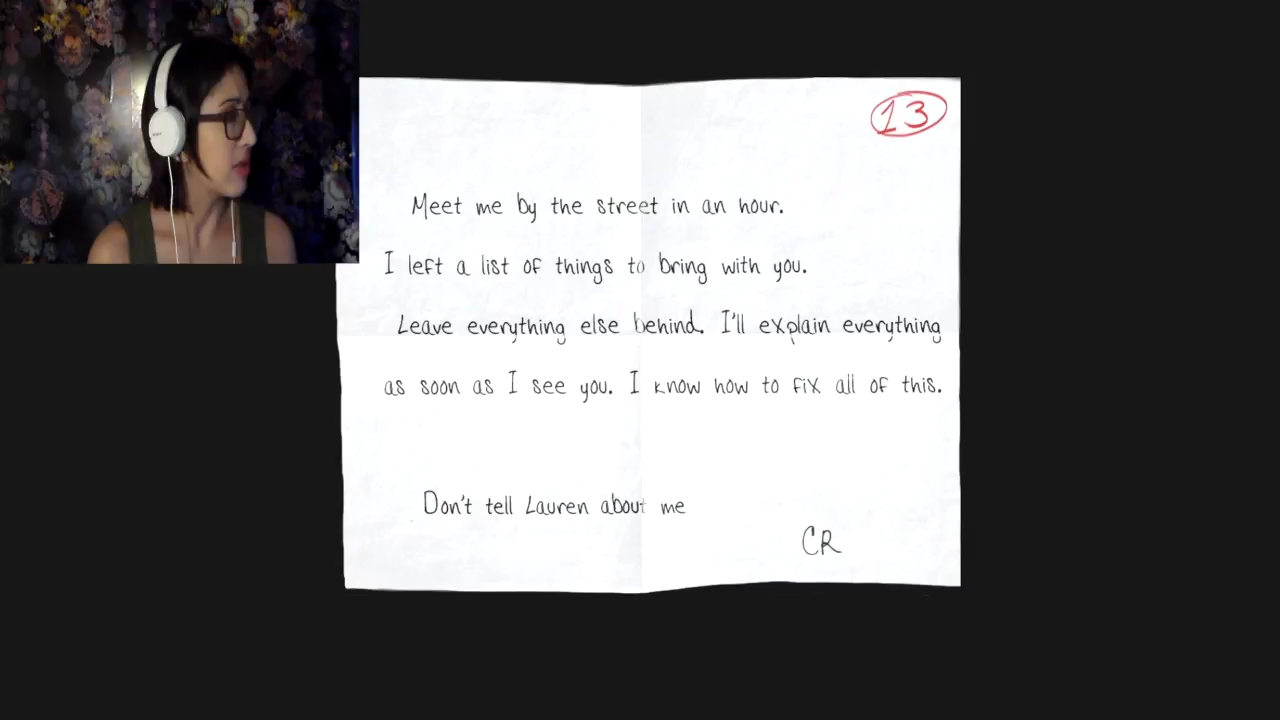 13
Meet me by the street in an hour.
I left a list of things to bring with you.
Leave everything else behind. I'll explain everything
as soon as I see you. I know how to fix all of this.
Don't tell Lauren about me
CR